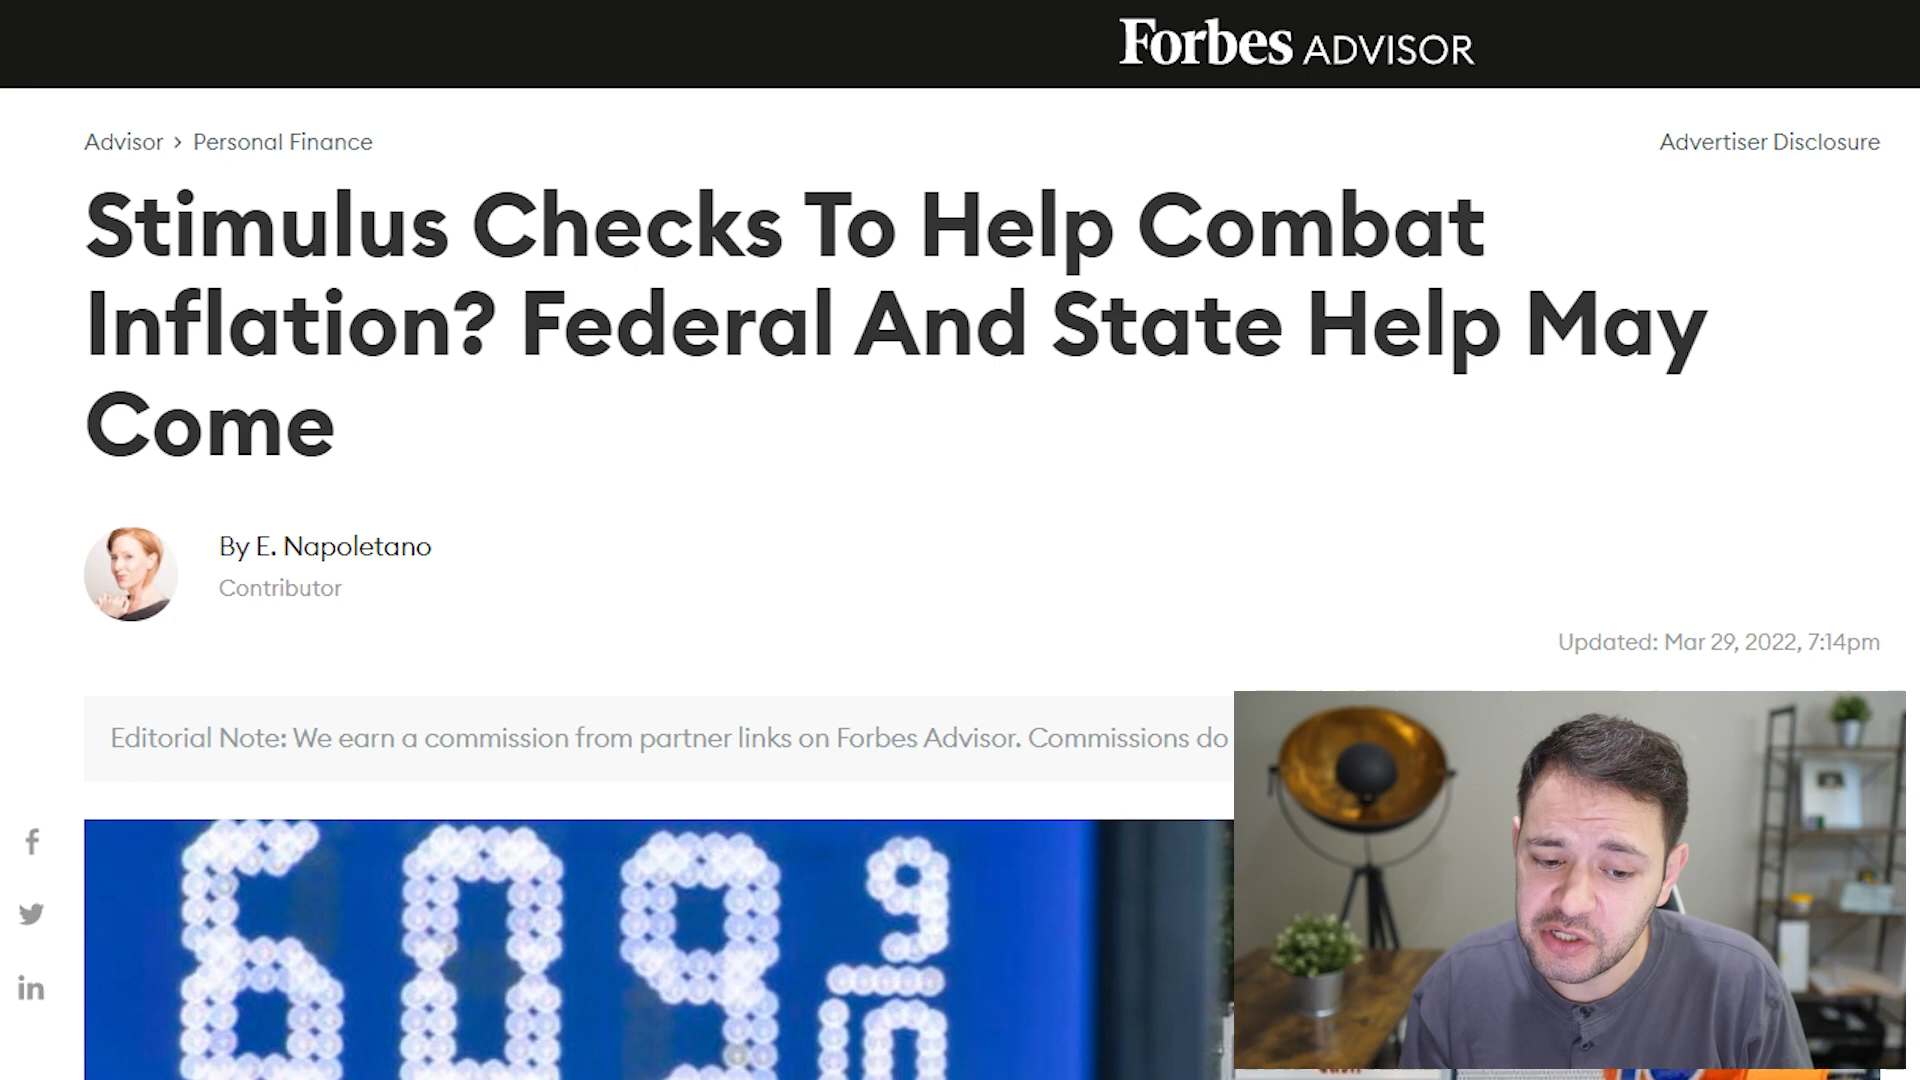 Forbes ADVISOR
Advisor > Personal Finance
Advertiser Disclosure
Stimulus Checks To Help Combat
Inflation? Federal And State Help May
Come
By E. Napoletano
Contributor
Updated: Mar 29, 2022, 7:14pm
Editorial Note: We earn a commission from partner links on Forbes Advisor. Commissions do
609 9